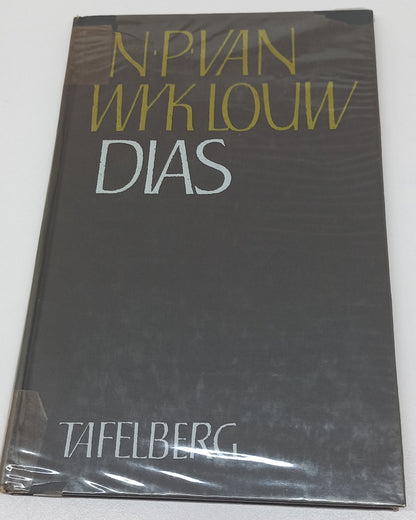 N·P·VAN
WYK LOUW
DIAS
TAFELBERG